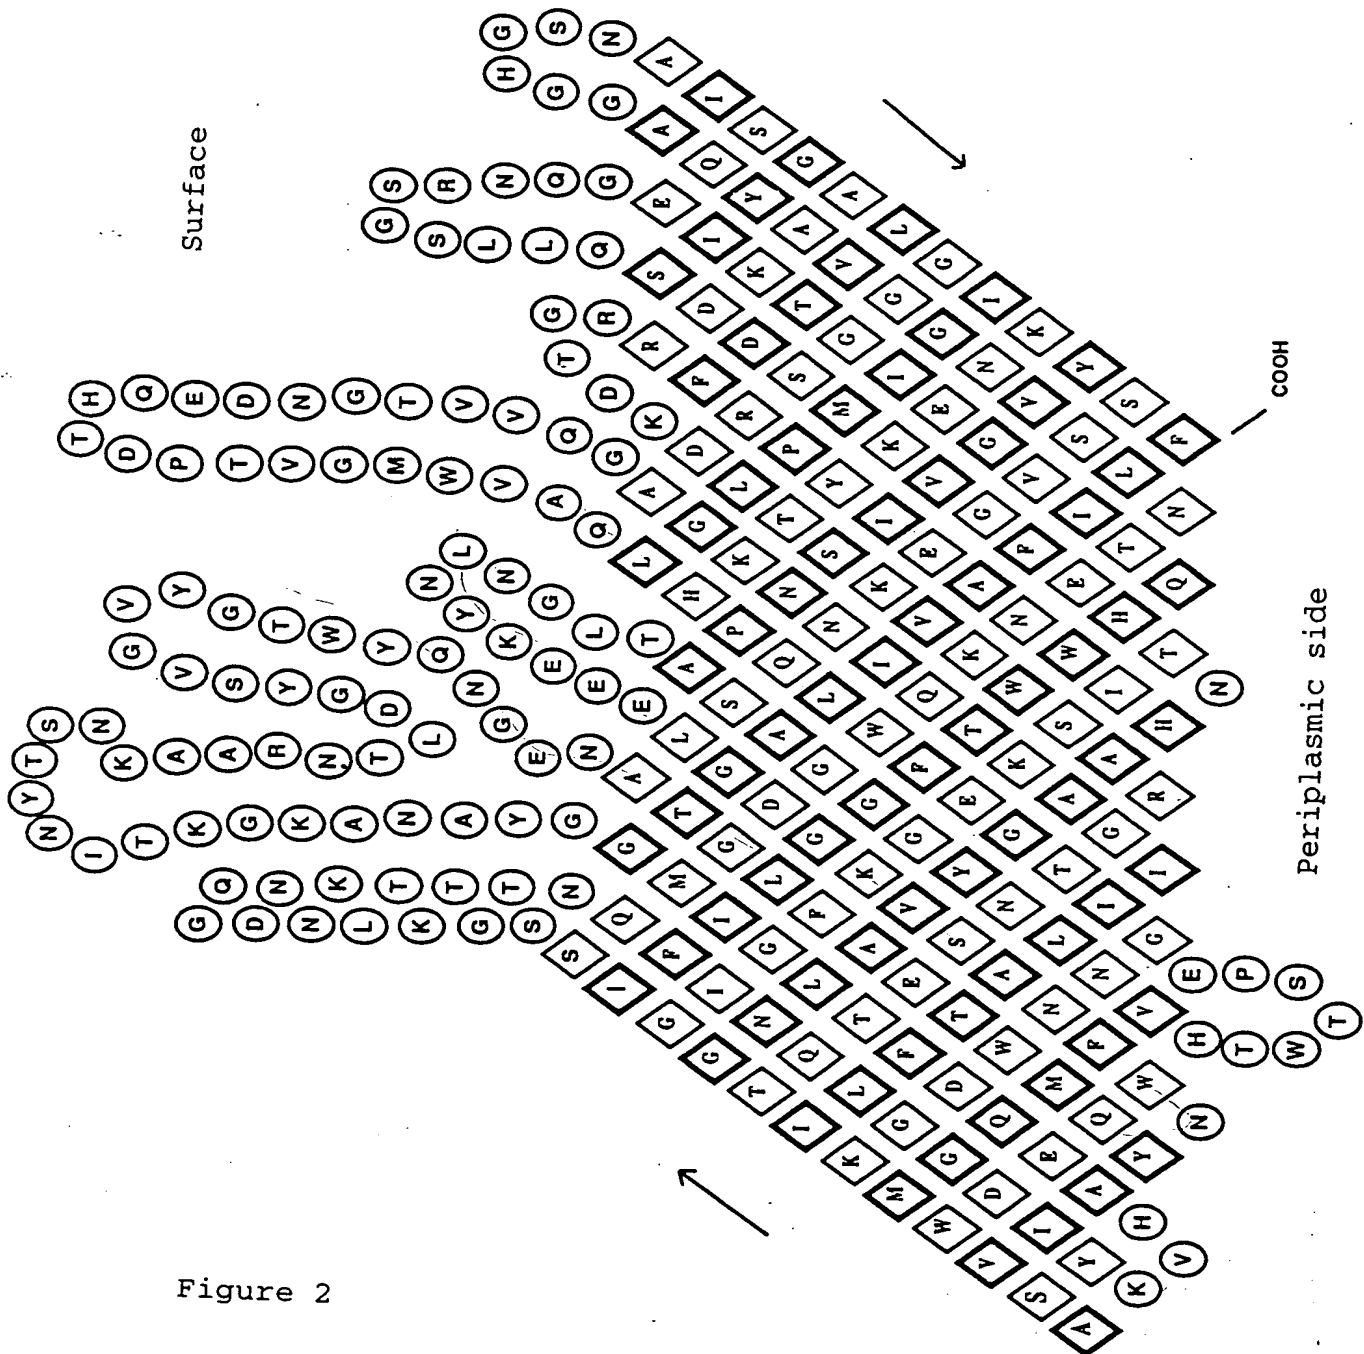 Surface
A S V W M K I T G G I S
S G K L N D G Q N K T T T N
Q F I N Q L G G D I Y
K V H
A E Q D F T L G I M G
G Y A N A K G K T I N Y T S N K A A R N T L D G Y S V G V Y G T W Y Q N G E N
A T G L F A E T W M Q Y
N
W F N A S V K G D G L
E E E K Y N L N G L T
A S A G G G Y N L N V
H T W T S P E
G I T G E F W L Q P H L
Q A V W M G V T P D T H Q E D N G T V V Q G
A G K N N I Q T K A G I
R A S W K V K S T L D
K D T G R
R F R P Y I E A N W I H
N
T H E F G V K M S D D S
Q L L S G S R N Q G
E I K T G I E G V I T Q
N L S V N G G V A Y Q A
G G H G S N
A I S G A L G I K Y S F
COOH
Periplasmic side
Figure 2